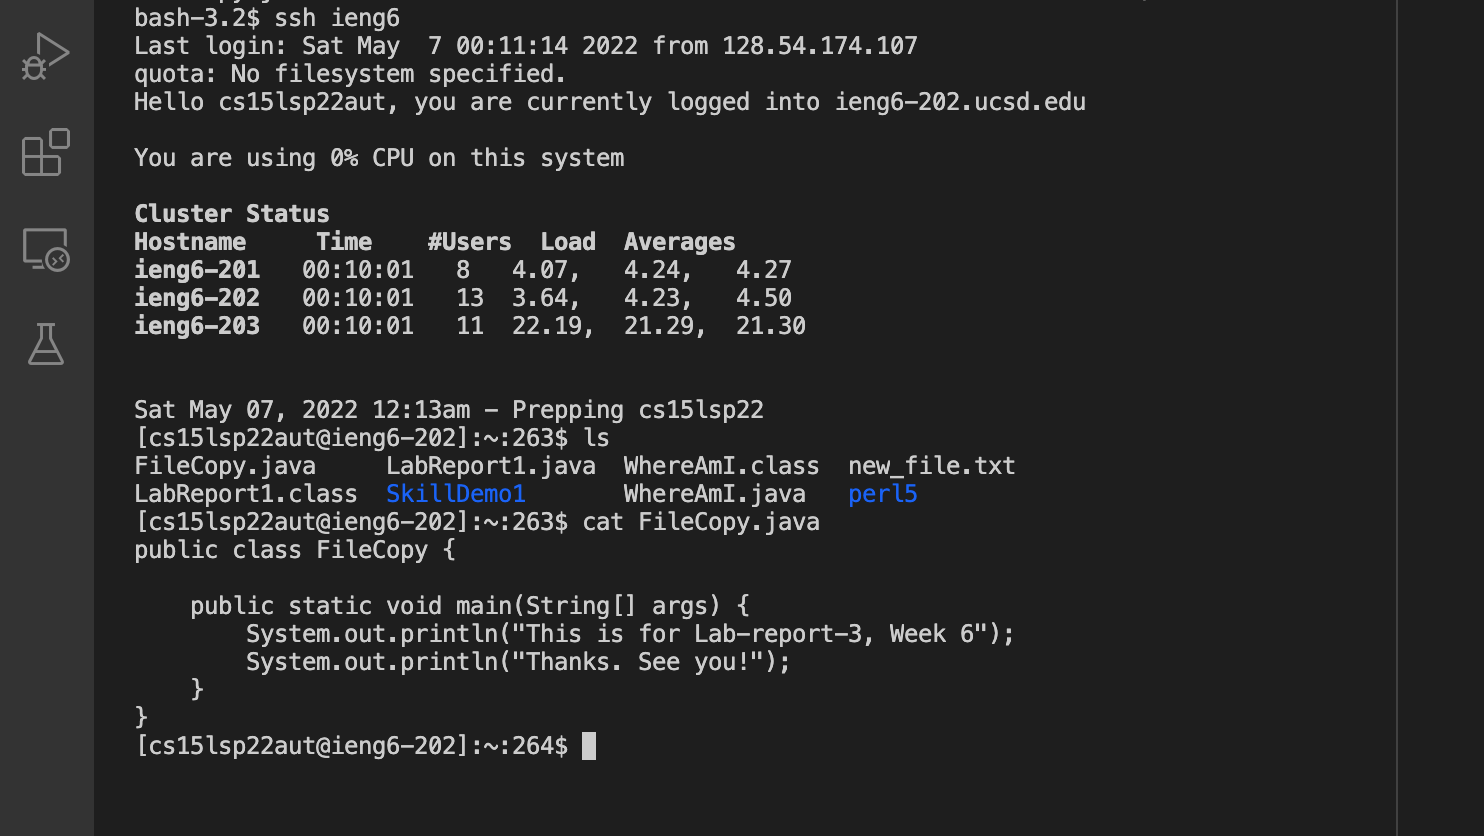 bash-3.2$ ssh ieng6
Last login: Sat May  7 00:11:14 2022 from 128.54.174.107
quota: No filesystem specified.
Hello cs15lsp22aut, you are currently logged into ieng6-202.ucsd.edu
You are using 0% CPU on this system
Cluster Status
Hostname     Time    #Users  Load  Averages
ieng6-201   00:10:01   8   4.07,   4.24,   4.27
ieng6-202   00:10:01   13  3.64,   4.23,   4.50
ieng6-203   00:10:01   11  22.19,  21.29,  21.30
Sat May 07, 2022 12:13am - Prepping cs15lsp22
[cs15lsp22aut@ieng6-202]:~:263$ ls
FileCopy.java     LabReport1.java  WhereAmI.class  new_file.txt
LabReport1.class  SkillDemo1       WhereAmI.java   perl5
[cs15lsp22aut@ieng6-202]:~:263$ cat FileCopy.java
public class FileCopy {
    public static void main(String[] args) {
        System.out.println("This is for Lab-report-3, Week 6");
        System.out.println("Thanks. See you!");
    }
}
[cs15lsp22aut@ieng6-202]:~:264$